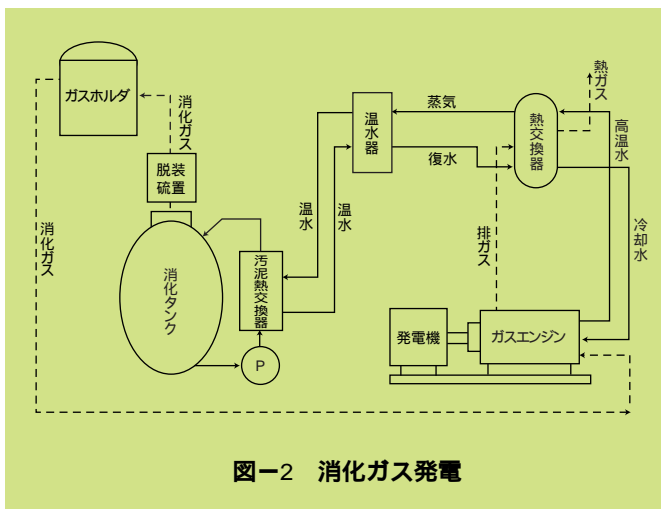 ガスホルダ
消化ガス
脱装
硫置
消化ガス
消化タンク
汚泥熱交換器
P
温水
温水
温水器
蒸気
復水
熱交換器
熱ガス
高温水
冷却水
排ガス
発電機
ガスエンジン
図ー2 消化ガス発電